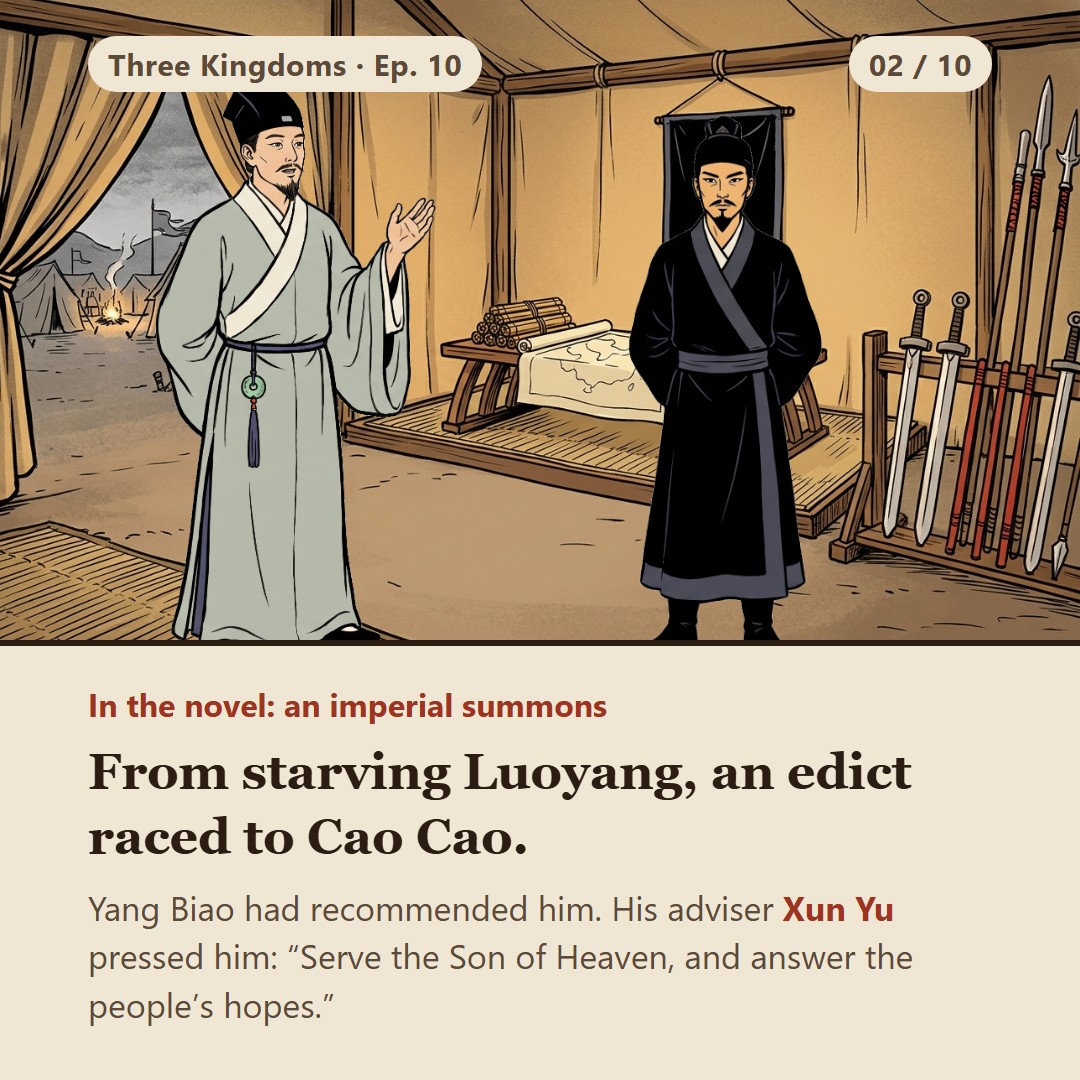 Three Kingdoms · Ep. 10
02 / 10
In the novel: an imperial summons
From starving Luoyang, an edict
raced to Cao Cao.
Yang Biao had recommended him. His adviser Xun Yu
pressed him: “Serve the Son of Heaven, and answer the
people’s hopes.”